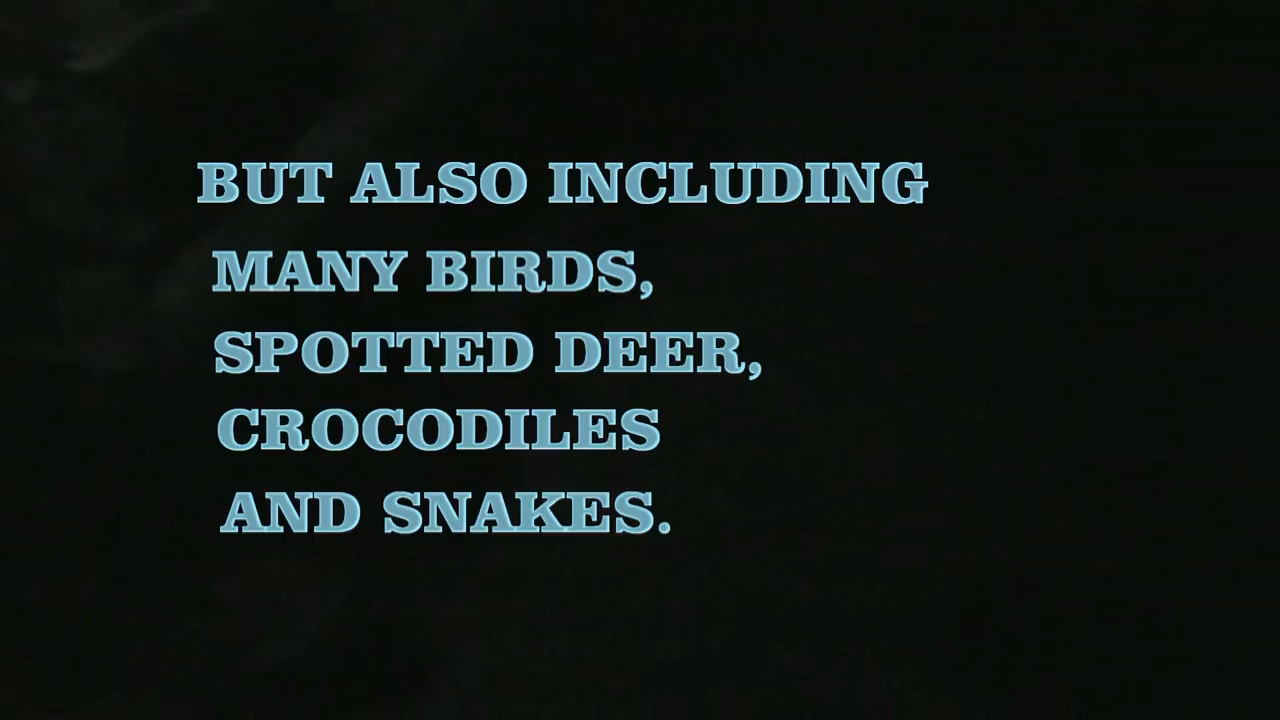 BUT ALSO INCLUDING
MANY BIRDS,
SPOTTED DEER,
CROCODILES
AND SNAKES.